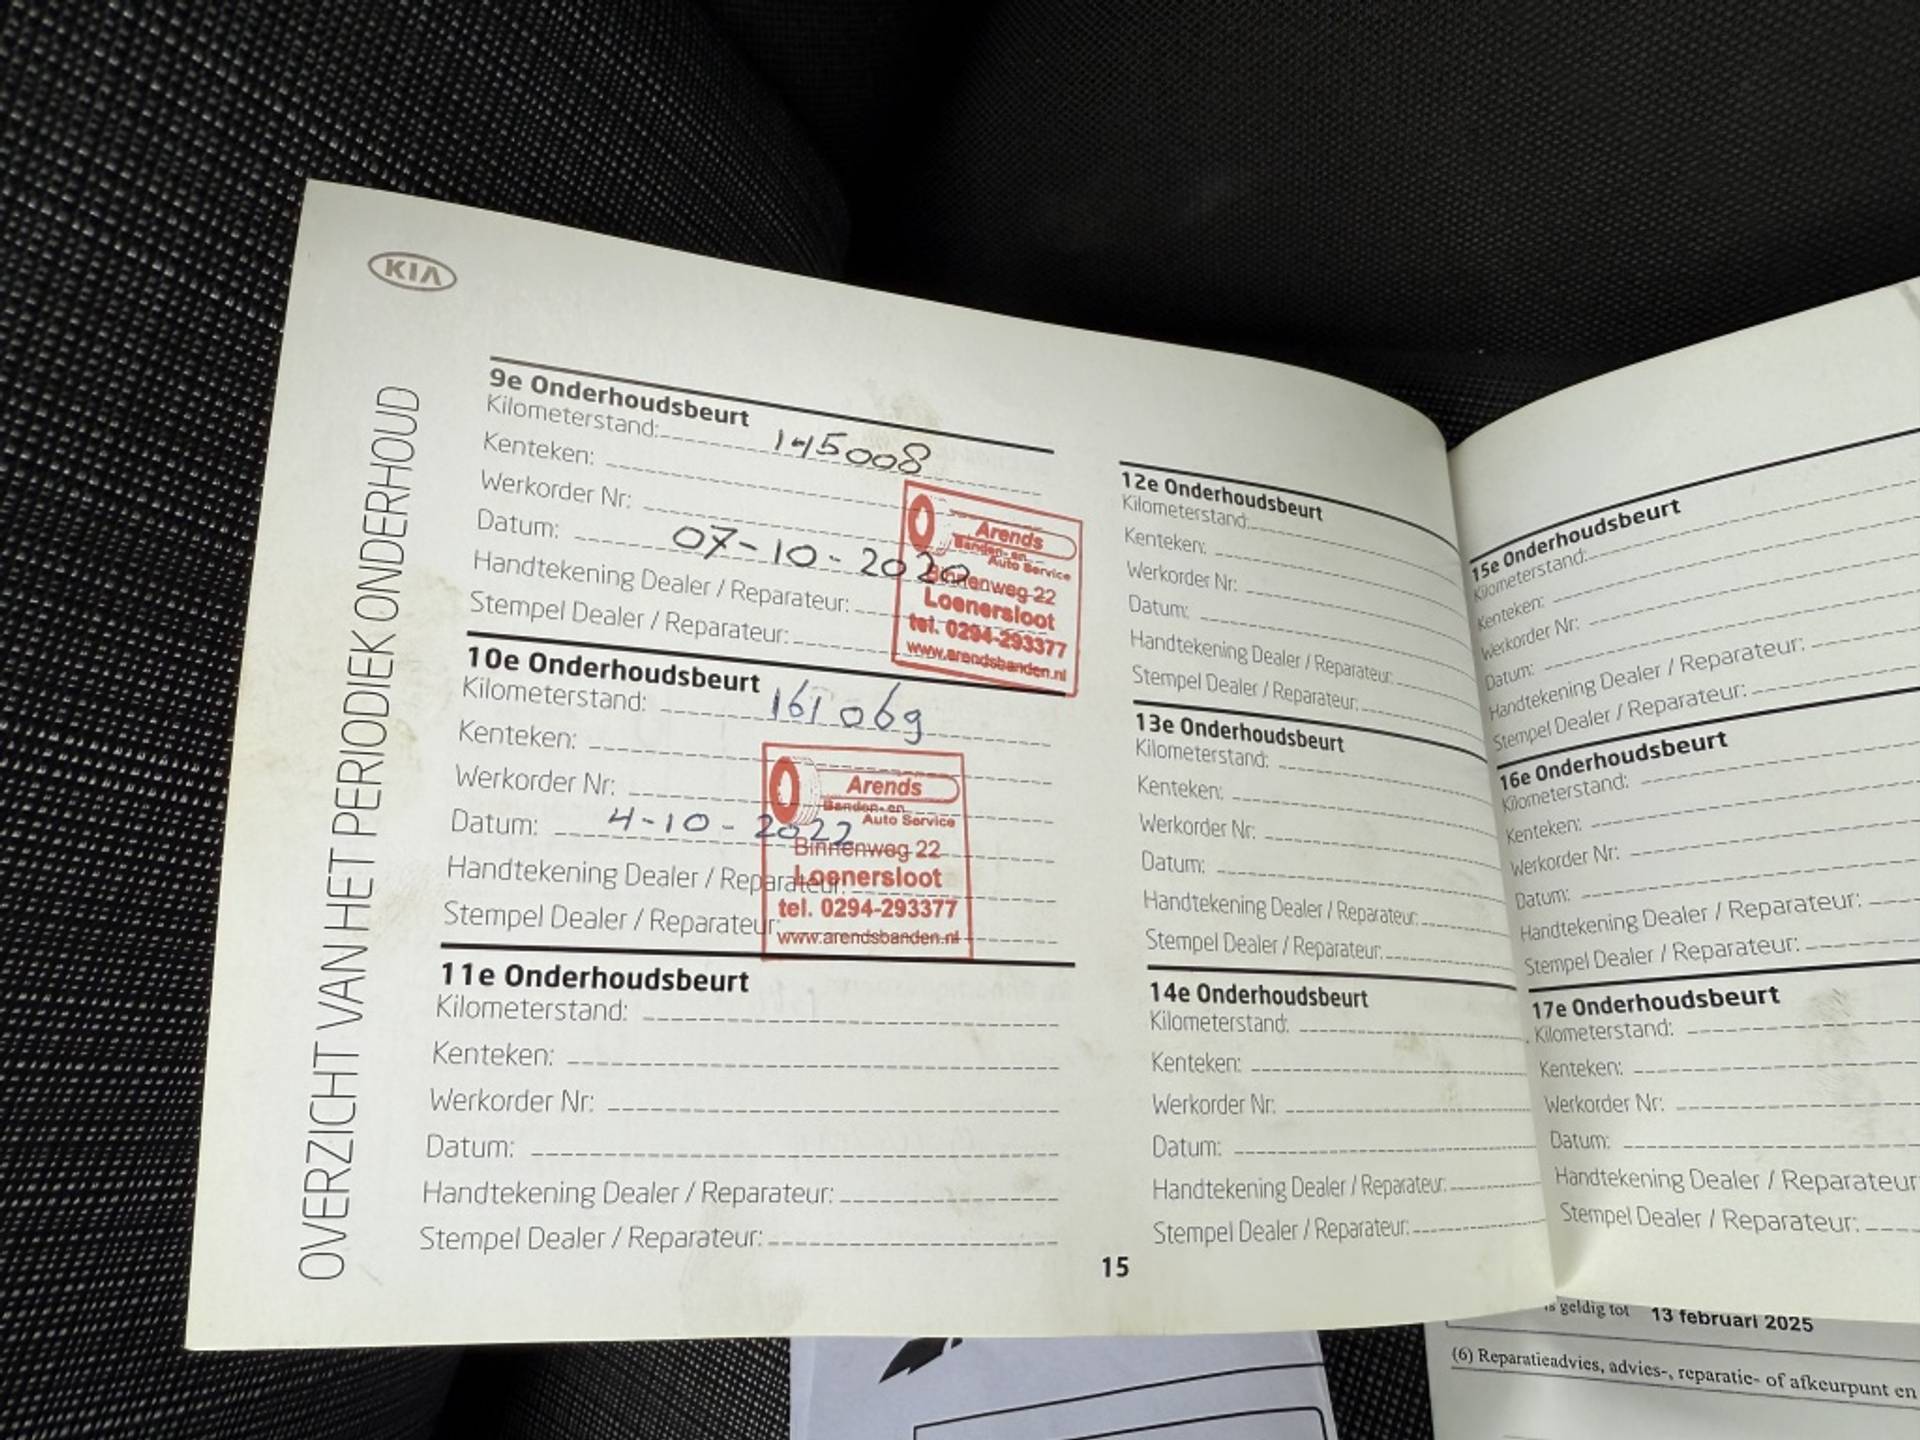 KIA
OVERZICHT VAN HET PERIODIEK ONDERHOUD
9e Onderhoudsbeurt
Kilometerstand: 145008
Kenteken:
Werkorder Nr:
Datum: 07-10-2020
Handtekening Dealer / Reparateur:
Stempel Dealer / Reparateur:
Arends
Banden- en
Auto Service
Binnenweg 22
Loenersloot
tel. 0294-293377
www.arendsbanden.nl
10e Onderhoudsbeurt
Kilometerstand: 161069
Kenteken:
Werkorder Nr:
Datum: 4-10-2022
Handtekening Dealer / Reparateur:
Stempel Dealer / Reparateur:
Arends
Banden- en
Auto Service
Binnenweg 22
Loenersloot
tel. 0294-293377
www.arendsbanden.nl
11e Onderhoudsbeurt
Kilometerstand:
Kenteken:
Werkorder Nr:
Datum:
Handtekening Dealer / Reparateur:
Stempel Dealer / Reparateur:
12e Onderhoudsbeurt
Kilometerstand:
Kenteken:
Werkorder Nr:
Datum:
Handtekening Dealer / Reparateur:
Stempel Dealer / Reparateur:
13e Onderhoudsbeurt
Kilometerstand:
Kenteken:
Werkorder Nr:
Datum:
Handtekening Dealer / Reparateur:
Stempel Dealer / Reparateur:
14e Onderhoudsbeurt
Kilometerstand:
Kenteken:
Werkorder Nr:
Datum:
Handtekening Dealer / Reparateur:
Stempel Dealer / Reparateur:
15
15e Onderhoudsbeurt
Kilometerstand:
Kenteken:
Werkorder Nr:
Datum:
Handtekening Dealer / Reparateur:
Stempel Dealer / Reparateur:
16e Onderhoudsbeurt
Kilometerstand:
Kenteken:
Werkorder Nr:
Datum:
Handtekening Dealer / Reparateur:
Stempel Dealer / Reparateur:
17e Onderhoudsbeurt
Kilometerstand:
Kenteken:
Werkorder Nr:
Datum:
Handtekening Dealer / Reparateur:
Stempel Dealer / Reparateur:
is geldig tot 13 februari 2025
(6) Reparatieadvies, advies-, reparatie- of afkeurpunt en